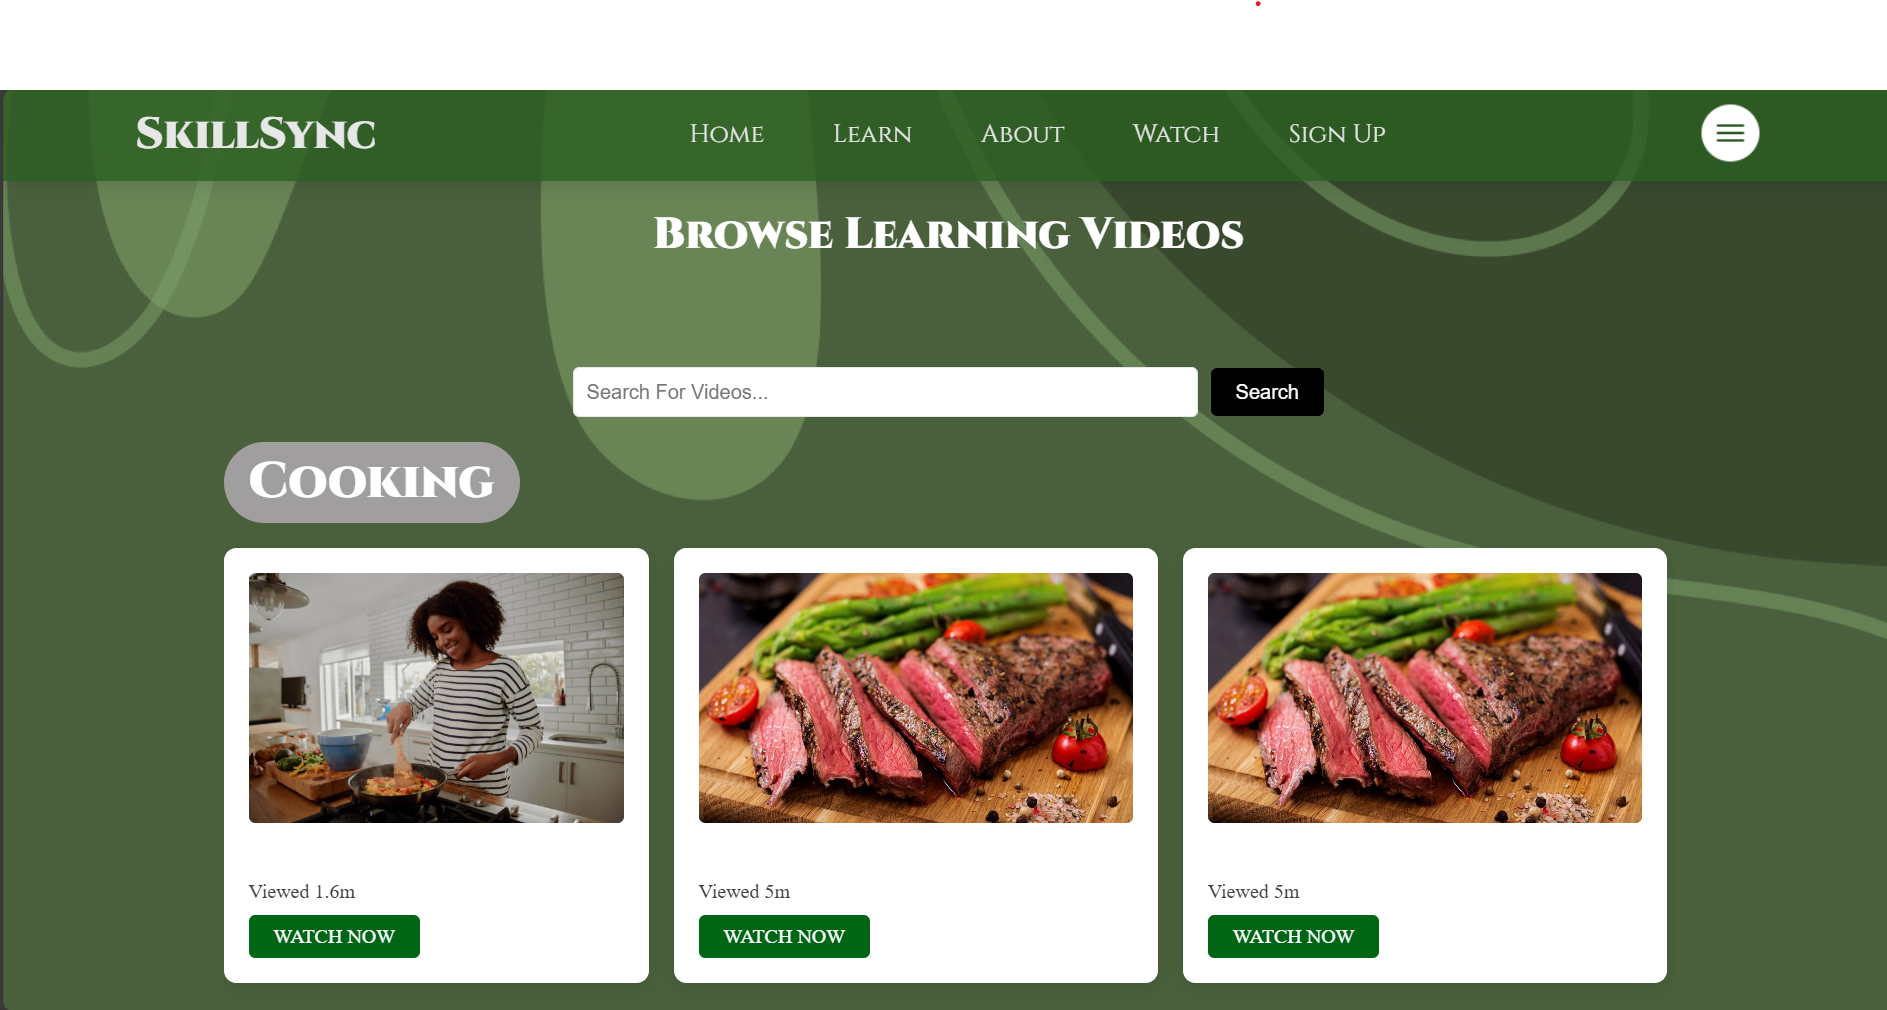 SkillSync
Home Learn About Watch Sign Up
Browse Learning Videos
Search For Videos...
Search
Cooking
Viewed 1.6m
WATCH NOW
Viewed 5m
WATCH NOW
Viewed 5m
WATCH NOW